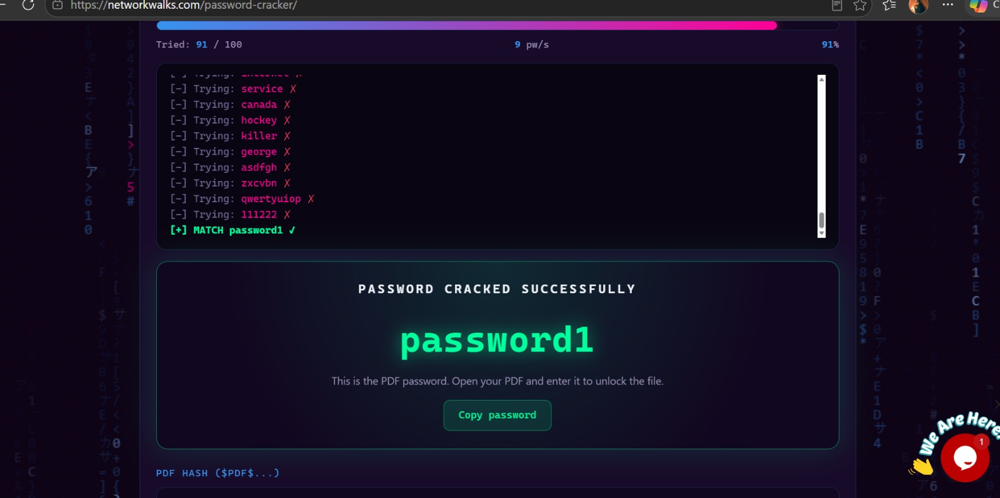 https://networkwalks.com/password-cracker/
Tried: 91 / 100
9 pw/s
91%
[-] Trying: internet ✗
[-] Trying: service ✗
[-] Trying: canada ✗
[-] Trying: hockey ✗
[-] Trying: killer ✗
[-] Trying: george ✗
[-] Trying: asdfgh ✗
[-] Trying: zxcvbn ✗
[-] Trying: qwertyuiop ✗
[-] Trying: 111222 ✗
[+] MATCH password1 ✓
PASSWORD CRACKED SUCCESSFULLY
password1
This is the PDF password. Open your PDF and enter it to unlock the file.
Copy password
We Are Here!
1
PDF HASH ($PDF$...)